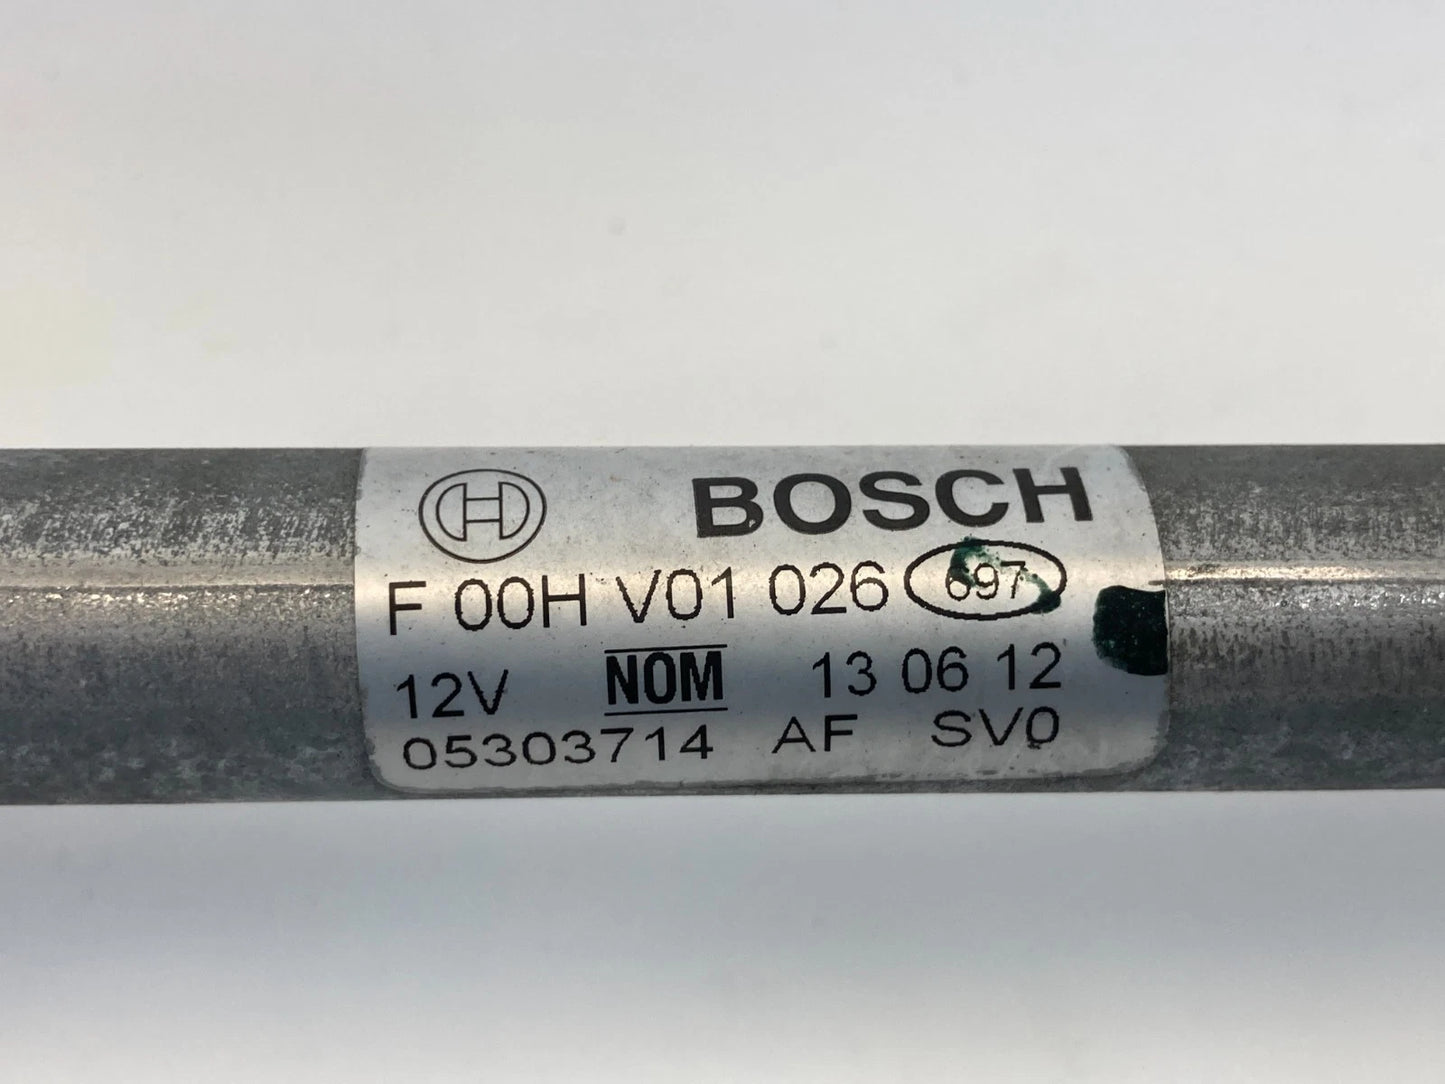 BOSCH
F 00H V01 026 697
12V NOM 13 06 12
05303714 AF SV0